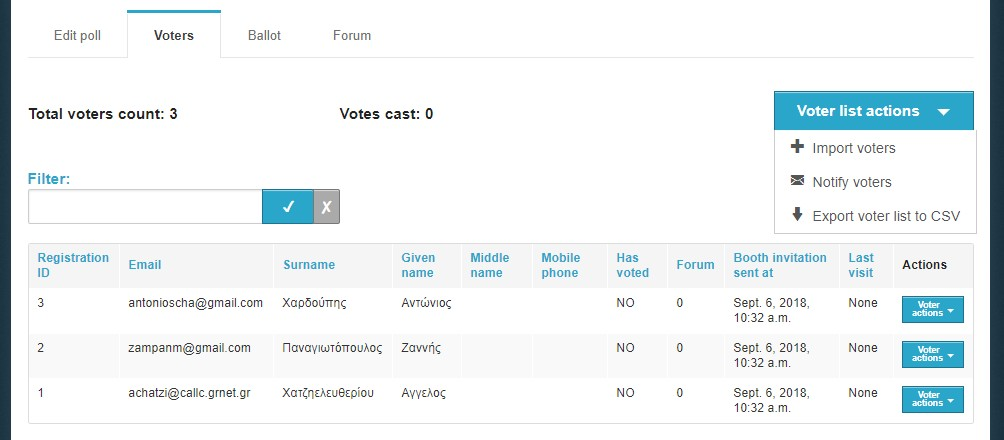 Edit poll Voters Ballot Forum
Total voters count: 3 Votes cast: 0 Voter list actions
Import voters
Notify voters
Export voter list to CSV
Filter:
Registration ID Email Surname Given name Middle name Mobile phone Has voted Forum Booth invitation sent at Last visit Actions
3 antonioscha@gmail.com Χαρδούπης Αντώνιος NO 0 Sept. 6, 2018, 10:32 a.m. None Voter actions
2 zampanm@gmail.com Παναγιωτόπουλος Ζαννής NO 0 Sept. 6, 2018, 10:32 a.m. None Voter actions
1 achatzi@callc.grnet.gr Χατζηελευθερίου Αγγελος NO 0 Sept. 6, 2018, 10:32 a.m. None Voter actions